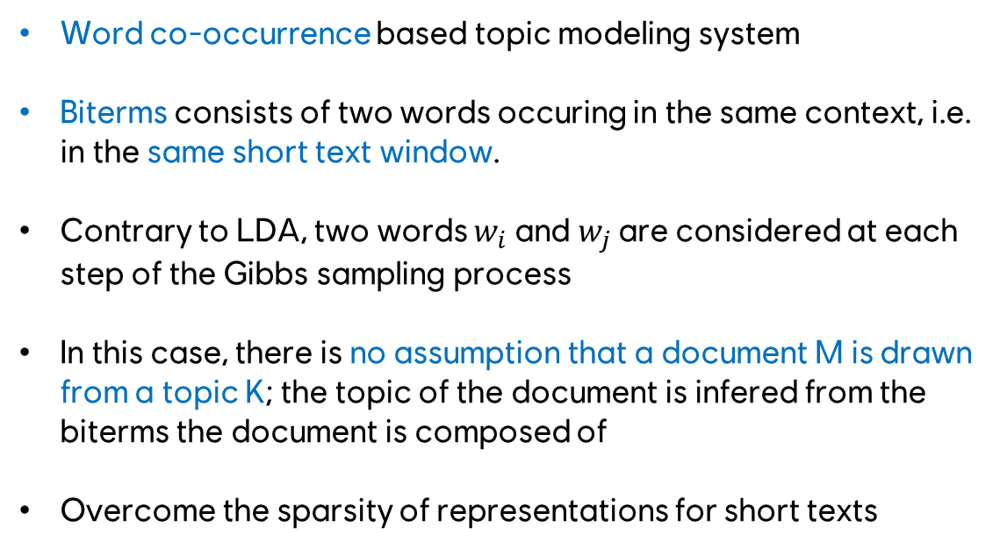 • Word co-occurrence based topic modeling system
• Biterms consists of two words occuring in the same context, i.e.
in the same short text window.
• Contrary to LDA, two words wᵢ and wⱼ are considered at each
step of the Gibbs sampling process
• In this case, there is no assumption that a document M is drawn
from a topic K; the topic of the document is infered from the
biterms the document is composed of
• Overcome the sparsity of representations for short texts